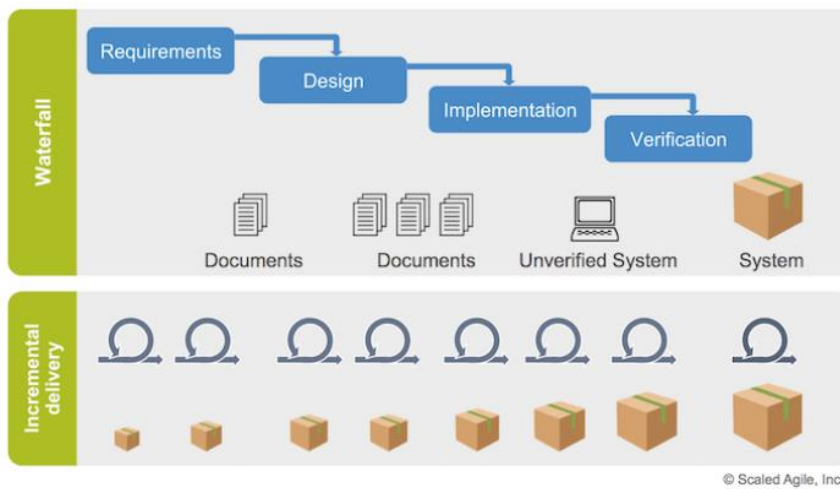 Waterfall
Requirements
Design
Implementation
Verification
Documents
Documents
Unverified System
System
Incremental
delivery
© Scaled Agile, Inc